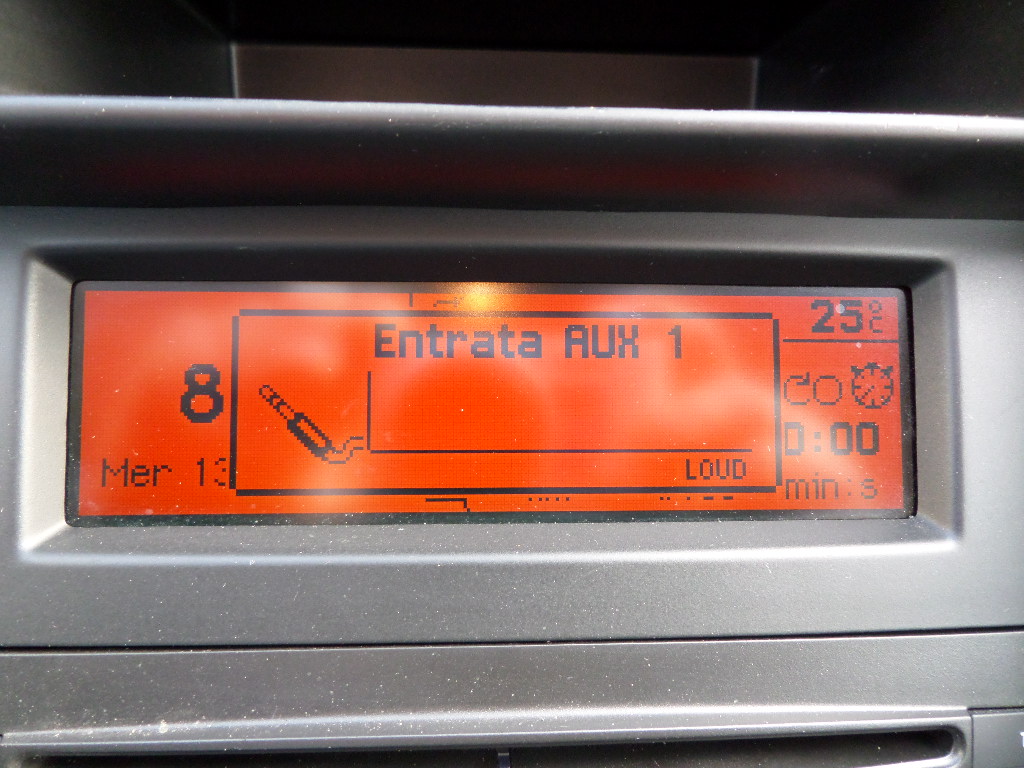 Entrata AUX 1
25°C
8
0:00
Mer 13
LOUD
min:s